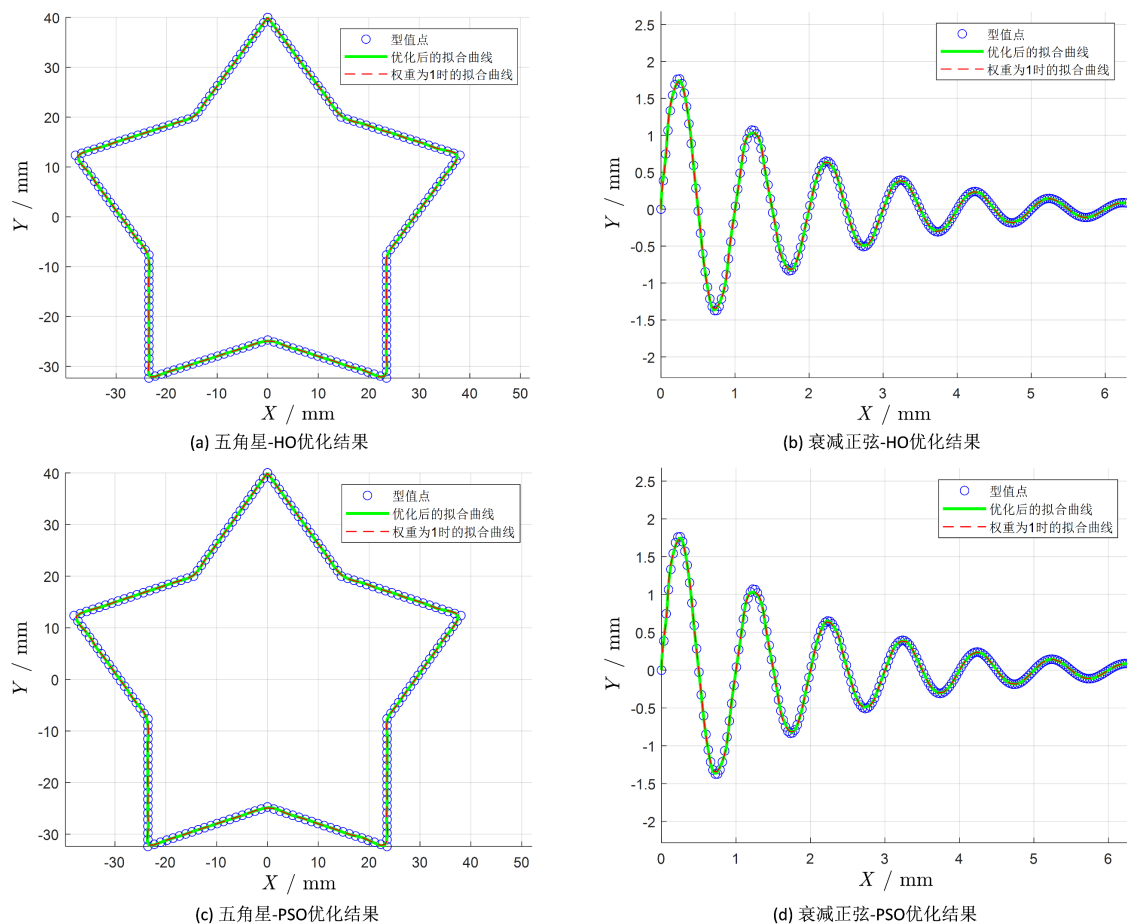 40
30
20
10
0
-10
-20
-30
Y / mm
型值点
优化后的拟合曲线
权重为1时的拟合曲线
-30 -20 -10 0 10 20 30 40 50
X / mm
(a) 五角星-HO优化结果
2.5
2
1.5
1
0.5
0
-0.5
-1
-1.5
-2
Y / mm
型值点
优化后的拟合曲线
权重为1时的拟合曲线
0 1 2 3 4 5 6
X / mm
(b) 衰减正弦-HO优化结果
40
30
20
10
0
-10
-20
-30
Y / mm
型值点
优化后的拟合曲线
权重为1时的拟合曲线
-30 -20 -10 0 10 20 30 40 50
X / mm
(c) 五角星-PSO优化结果
2.5
2
1.5
1
0.5
0
-0.5
-1
-1.5
-2
Y / mm
型值点
优化后的拟合曲线
权重为1时的拟合曲线
0 1 2 3 4 5 6
X / mm
(d) 衰减正弦-PSO优化结果